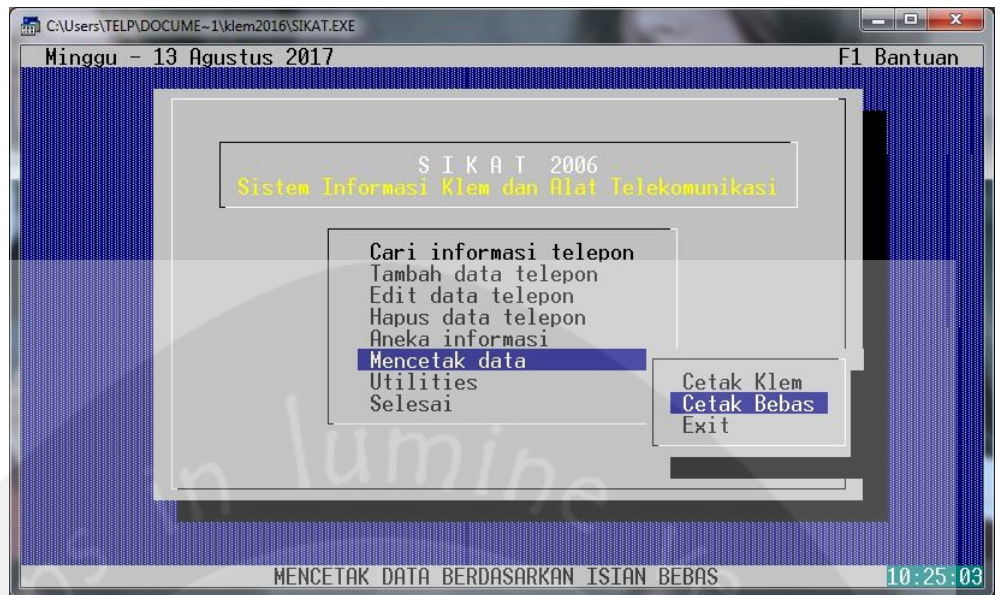 C:\Users\TELP\DOCUME~1\klem2016\SIKAT.EXE
Minggu - 13 Agustus 2017 F1 Bantuan
S I K A T 2006
Sistem Informasi Klem dan Alat Telekomunikasi
Cari informasi telepon
Tambah data telepon
Edit data telepon
Hapus data telepon
Aneka informasi
Mencetak data
Utilities
Selesai
Cetak Klem
Cetak Bebas
Exit
in lumine
MENCETAK DATA BERDASARKAN ISIAN BEBAS 10:25:03